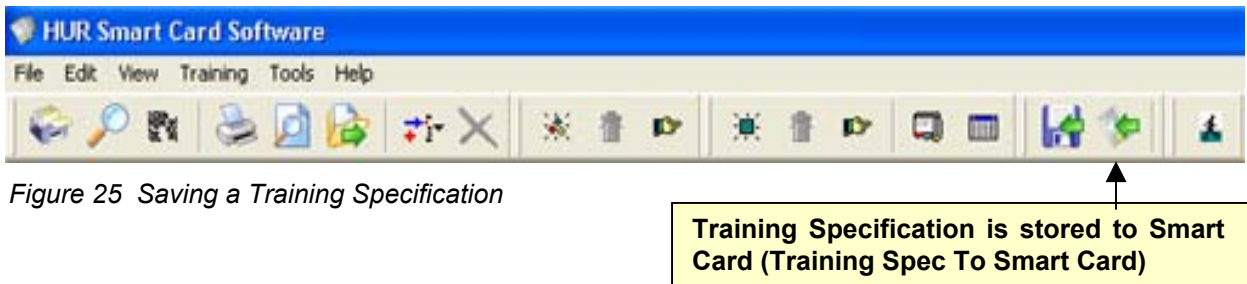 HUR Smart Card Software
File Edit View Training Tools Help
Figure 25 Saving a Training Specification
Training Specification is stored to Smart
Card (Training Spec To Smart Card)